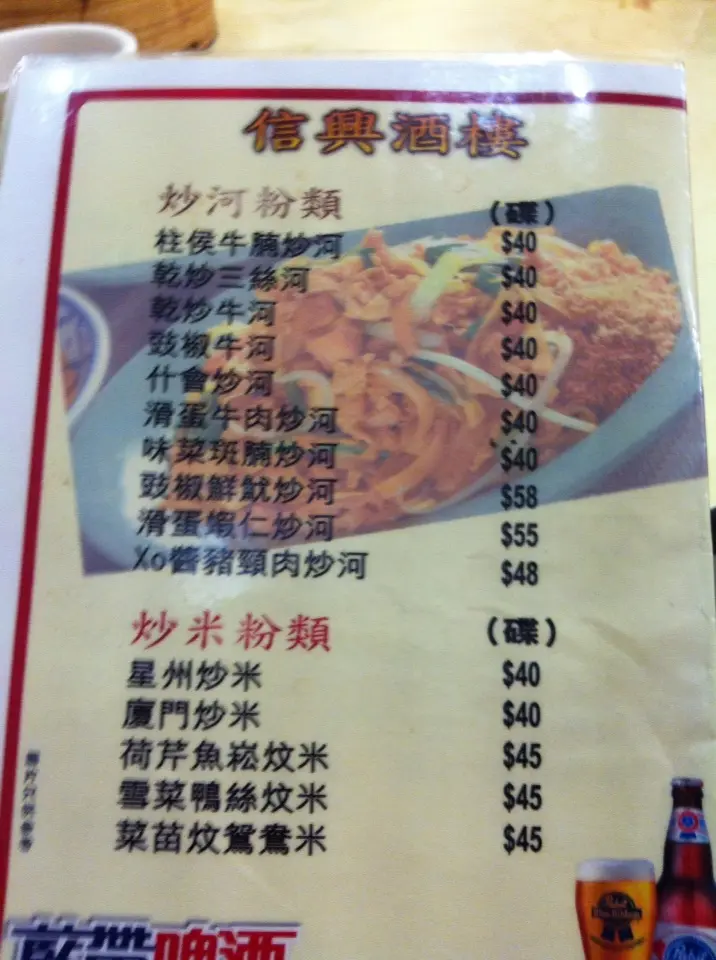 信興酒樓
炒河粉類 (碟)
柱侯牛腩炒河 $40
乾炒三絲河 $40
乾炒牛河 $40
豉椒牛河 $40
什會炒河 $40
滑蛋牛肉炒河 $40
味菜斑腩炒河 $40
豉椒鮮魷炒河 $58
滑蛋蝦仁炒河 $55
Xo醬豬頸肉炒河 $48
炒米粉類 (碟)
星州炒米 $40
廈門炒米 $40
荷芹魚崧炆米 $45
雪菜鴨絲炆米 $45
菜苗炆鴛鴦米 $45
藍帶啤酒
Pabst